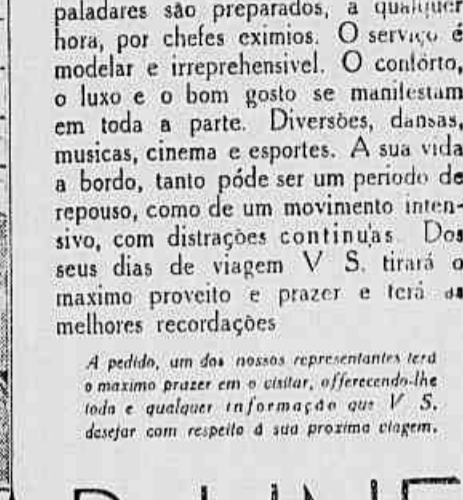 paladares são preparados, a qualquer
hora, por chefes eximios. O serviço é
modelar e irreprehensivel. O conforto,
o luxo e o bom gosto se manifestam
em toda a parte. Diversões, dansas,
musicas, cinema e esportes. A sua vida
a bordo, tanto póde ser um periodo de
repouso, como de um movimento inten-
sivo, com distrações continuas. Dos
seus dias de viagem V S. tirará o
maximo proveito e prazer e terá as
melhores recordações
A pedido, um dos nossos representantes terá
o maximo prazer em o visitar, offerecendo-lhe
toda e qualquer informação que V S.
desejar com respeito á sua proxima viagem.